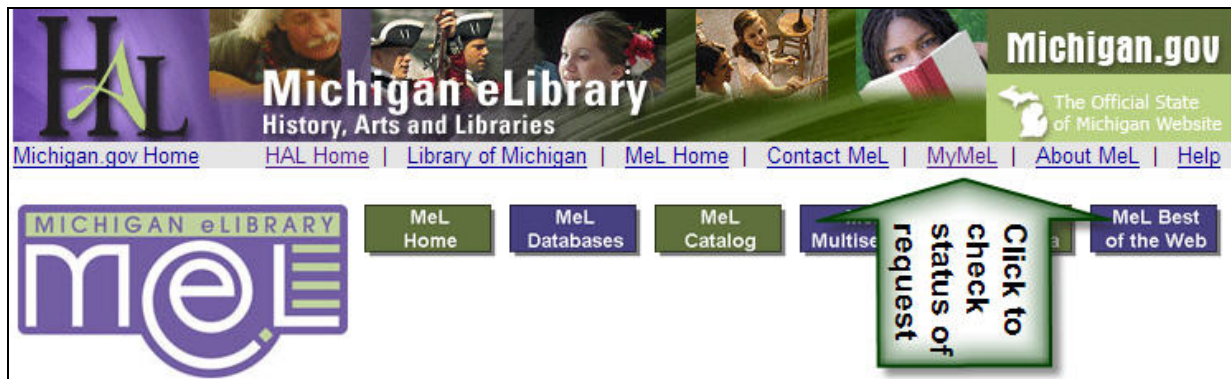 HAL
Michigan eLibrary
History, Arts and Libraries
Michigan.gov
The Official State
of Michigan Website
Michigan.gov Home HAL Home | Library of Michigan | MeL Home | Contact MeL | MyMeL | About MeL | Help
MICHIGAN eLIBRARY
meL
MeL
Home
MeL
Databases
MeL
Catalog
MeL Best
of the Web
Click to
check
status of
request